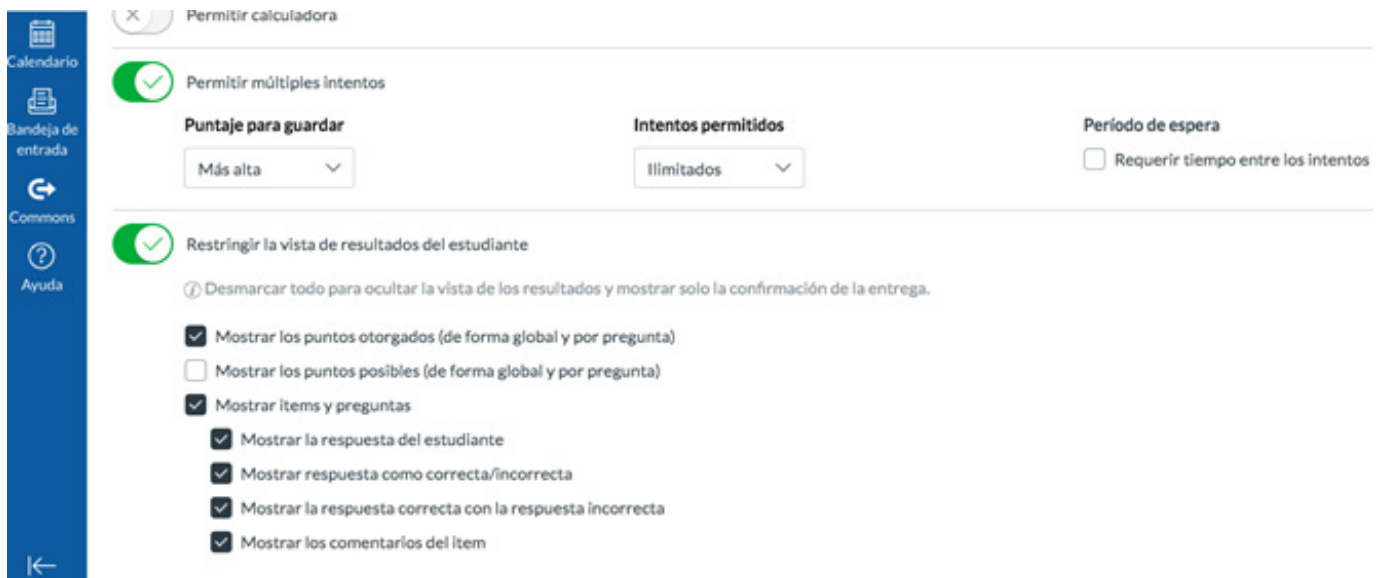 Calendario
Bandeja de
entrada
Commons
Ayuda
Permitir calculadora
Permitir múltiples intentos
Puntaje para guardar
Más alta
Intentos permitidos
Ilimitados
Período de espera
Requerir tiempo entre los intentos
Restringir la vista de resultados del estudiante
Desmarcar todo para ocultar la vista de los resultados y mostrar solo la confirmación de la entrega.
Mostrar los puntos otorgados (de forma global y por pregunta)
Mostrar los puntos posibles (de forma global y por pregunta)
Mostrar items y preguntas
Mostrar la respuesta del estudiante
Mostrar respuesta como correcta/incorrecta
Mostrar la respuesta correcta con la respuesta incorrecta
Mostrar los comentarios del item